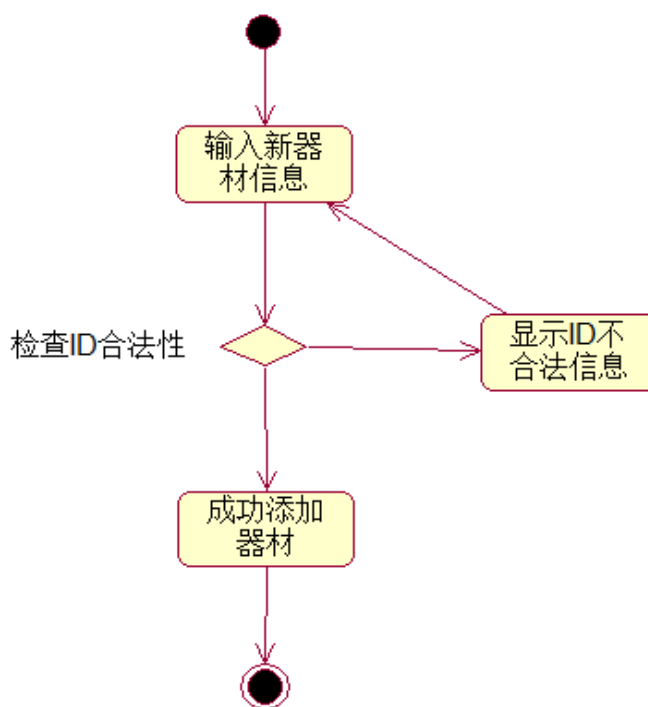 输入新器
材信息
检查ID合法性
显示ID不
合法信息
成功添加
器材